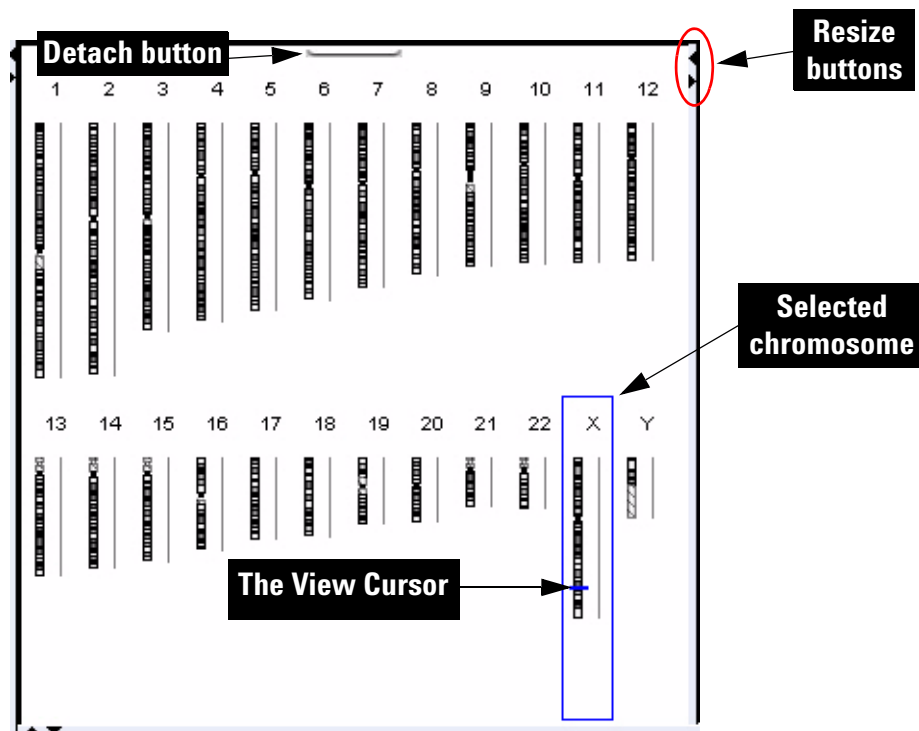 Resize
buttons
Detach button
1 2 3 4 5 6 7 8 9 10 11 12
Selected
chromosome
13 14 15 16 17 18 19 20 21 22 X Y
The View Cursor